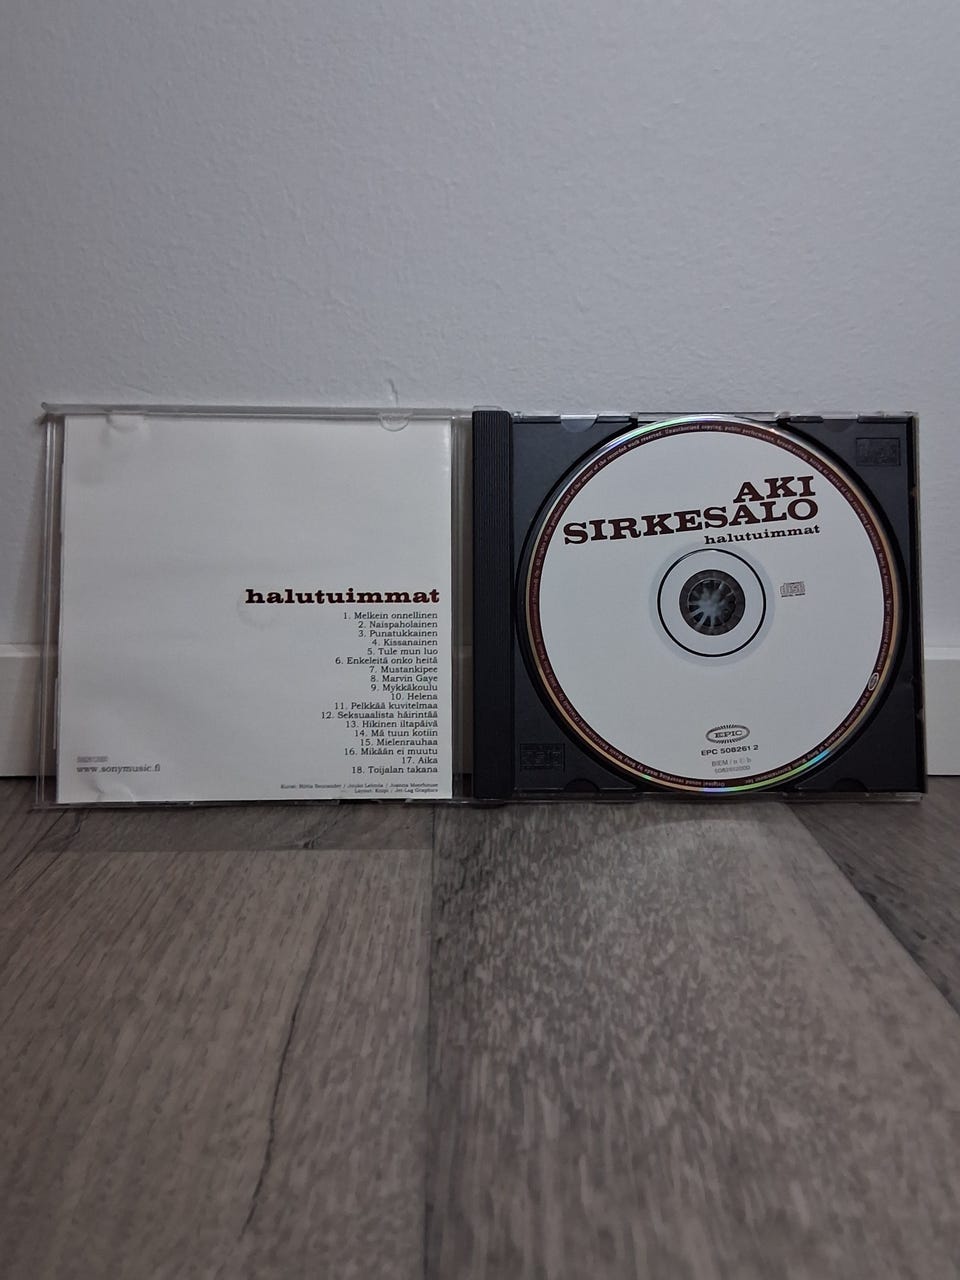 halutuimmat
1. Melkein onnellinen
2. Naispaholainen
3. Punatukkainen
4. Kissanainen
5. Tule mun luo
6. Enkeleitä onko heitä
7. Mustankipee
8. Marvin Gaye
9. Mykkäkoulu
10. Helena
11. Pelkkää kuvitelmaa
12. Seksuaalista häirintää
13. Hikinen iltapäivä
14. Mä tuun kotiin
15. Mielenrauhaa
16. Mikään ei muutu
17. Aika
18. Toijalan takana
www.sonymusic.fi
AKI
SIRKESALO
halutuimmat
EPIC
EPC 508261 2
BIEM / n©b
5082612000